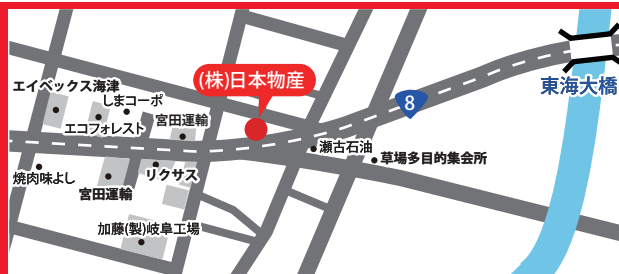 (株)日本物産
8
東海大橋
エイベックス海津
しまコーポ
エコフォレスト
宮田運輸
瀬古石油
草場多目的集会所
焼肉味よし
宮田運輸
リクサス
加藤(製)岐阜工場